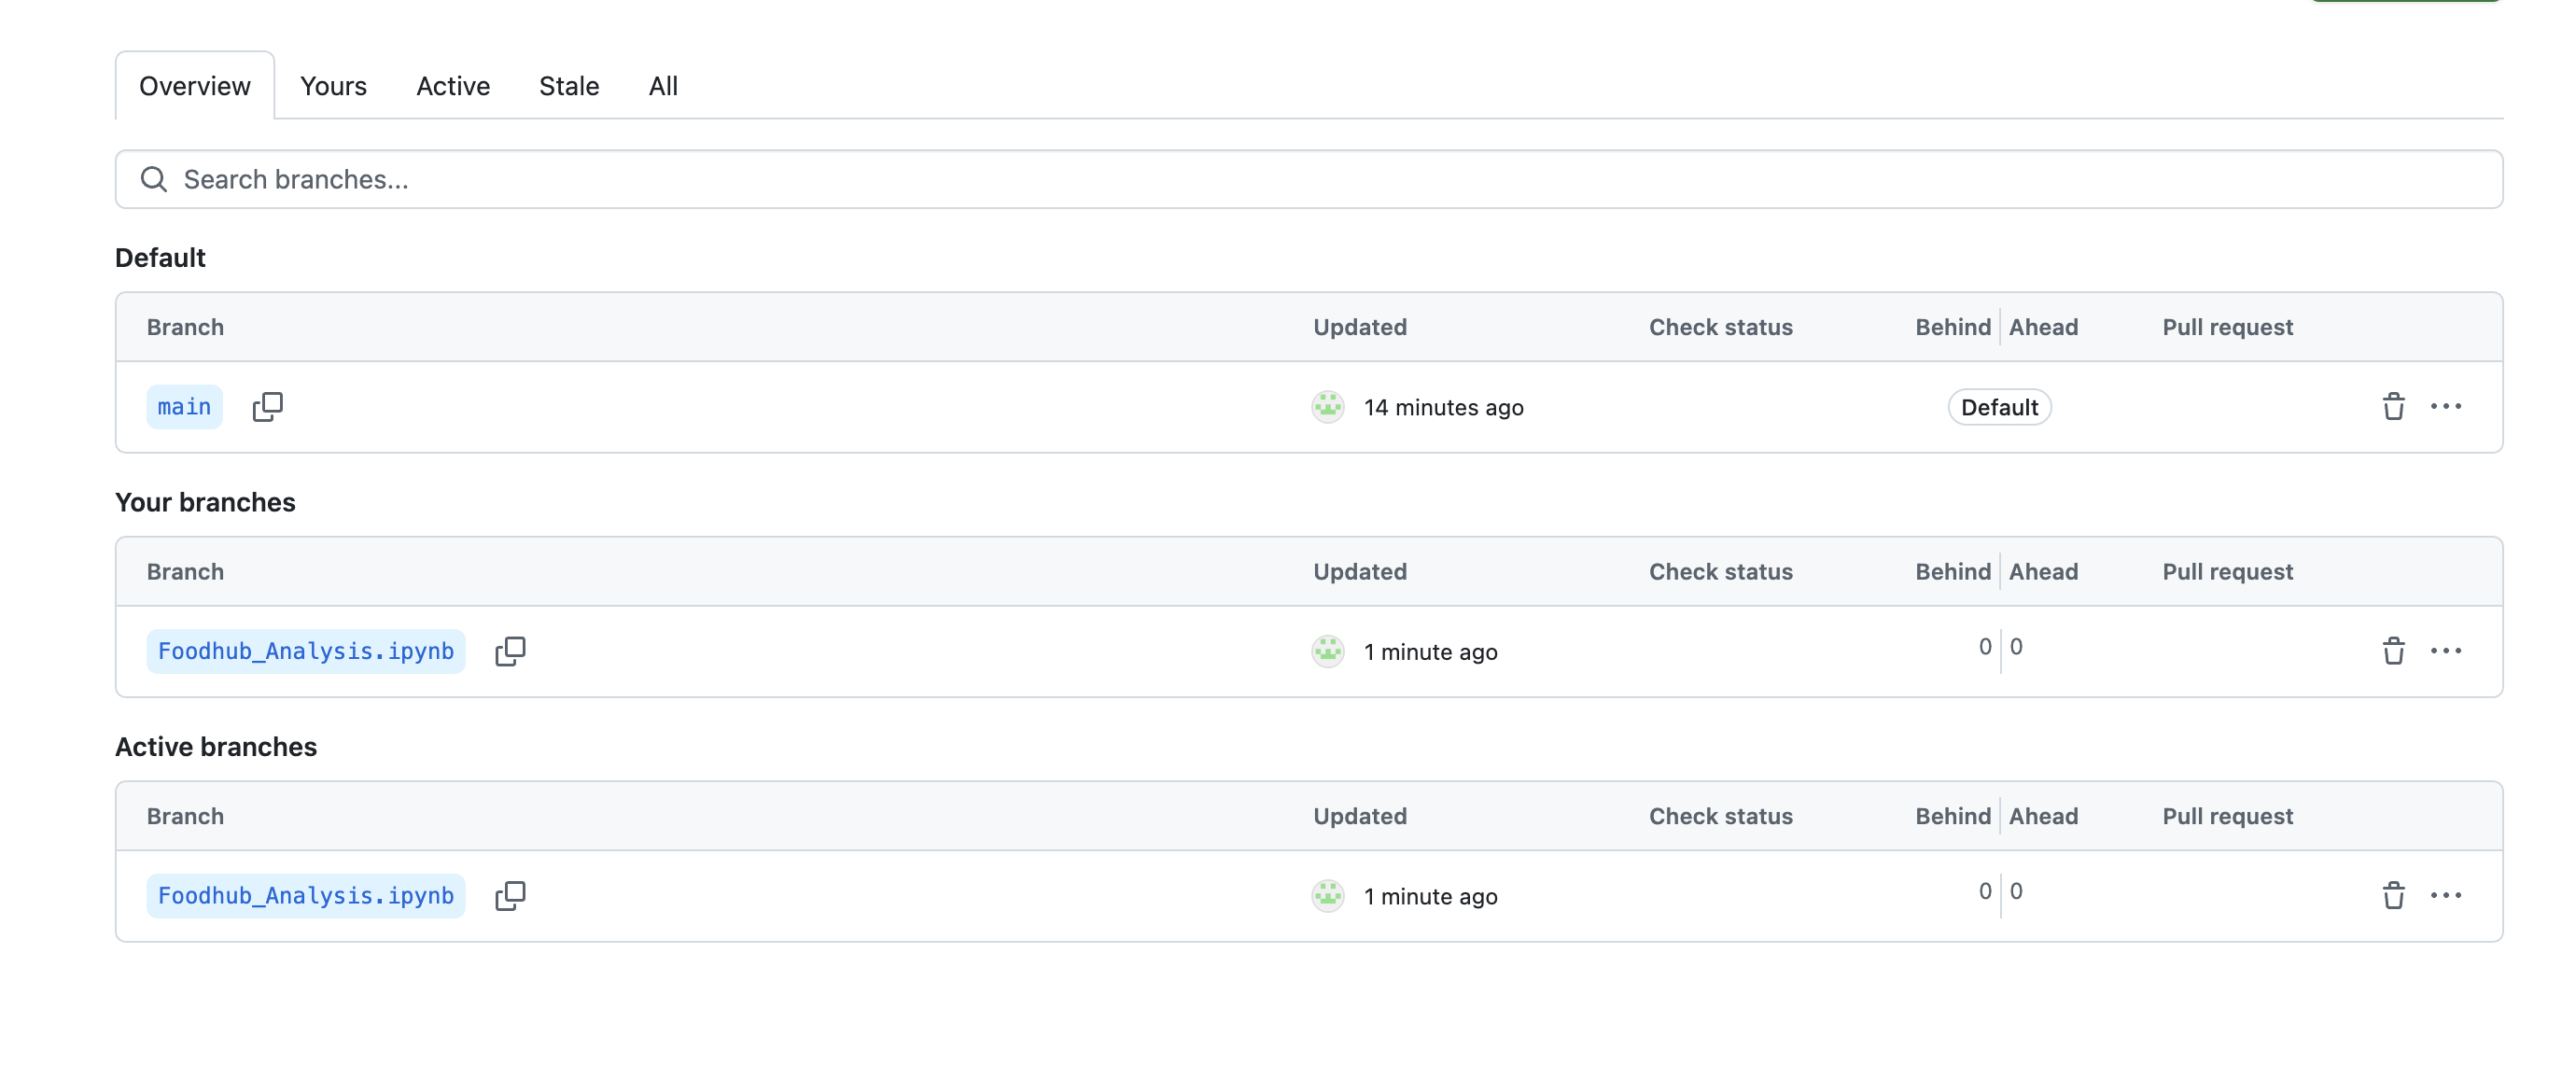 Overview Yours Active Stale All
Search branches...
Default
Branch Updated Check status Behind Ahead Pull request
main 14 minutes ago Default
Your branches
Branch Updated Check status Behind Ahead Pull request
Foodhub_Analysis.ipynb 1 minute ago 0 0
Active branches
Branch Updated Check status Behind Ahead Pull request
Foodhub_Analysis.ipynb 1 minute ago 0 0